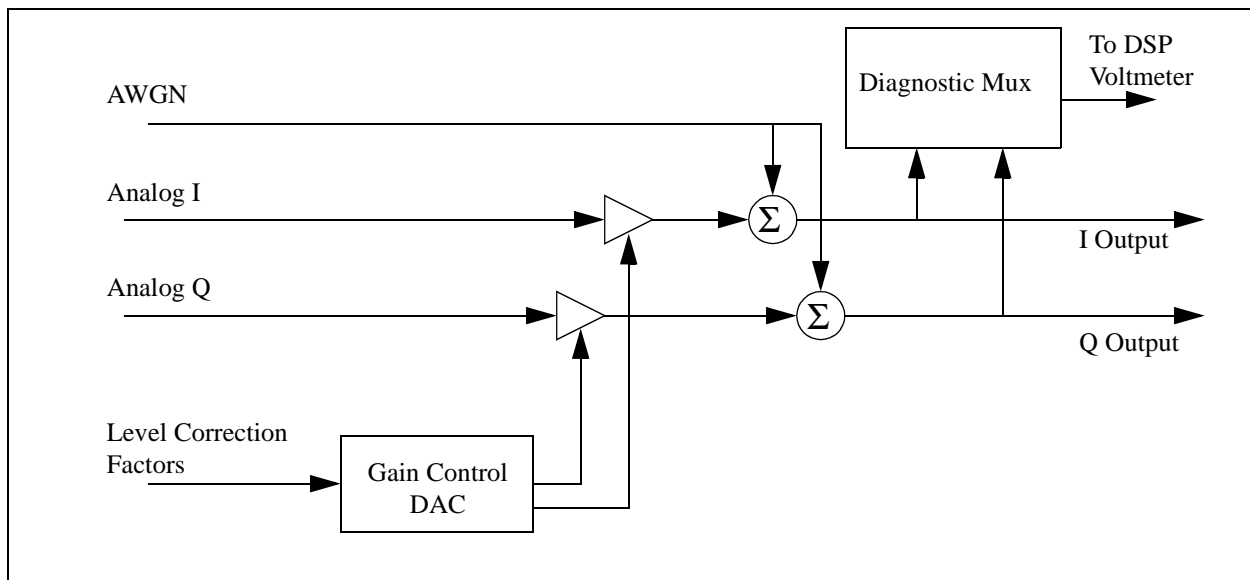 To DSP
Voltmeter
Diagnostic Mux
AWGN
Analog I
Σ
I Output
Analog Q
Σ
Q Output
Level Correction
Factors
Gain Control
DAC